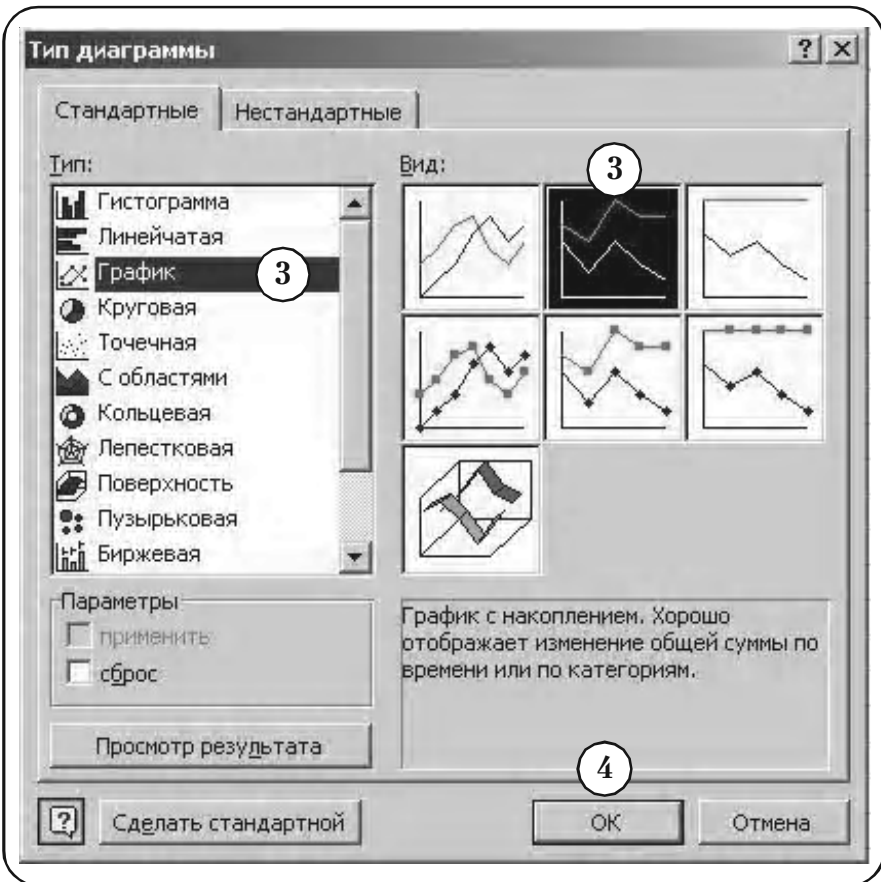 Тип диаграммы
Стандартные Нестандартные
Тип: Вид:
3
Гистограмма
Линейчатая
График 3
Круговая
Точечная
С областями
Кольцевая
Лепестковая
Поверхность
Пузырьковая
Биржевая
Параметры
применить
сброс
График с накоплением. Хорошо
отображает изменение общей суммы по
времени или по категориям.
Просмотр результата
4
Сделать стандартной ОК Отмена